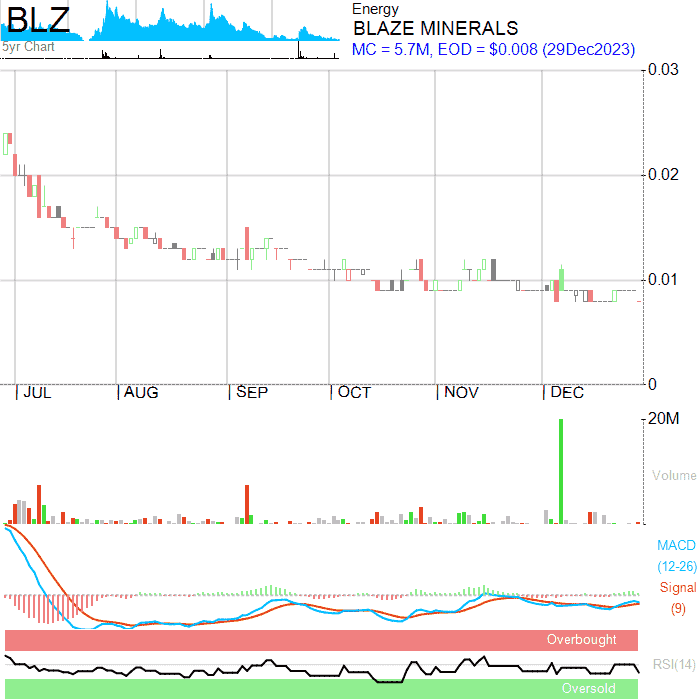 BLZ
5yr Chart
Energy
BLAZE MINERALS
MC = 5.7M, EOD = $0.008 (29Dec2023)
0.03
0.02
0.01
0
JUL AUG SEP OCT NOV DEC
20M
Volume
MACD
(12-26)
Signal
(9)
Overbought
RSI(14)
Oversold